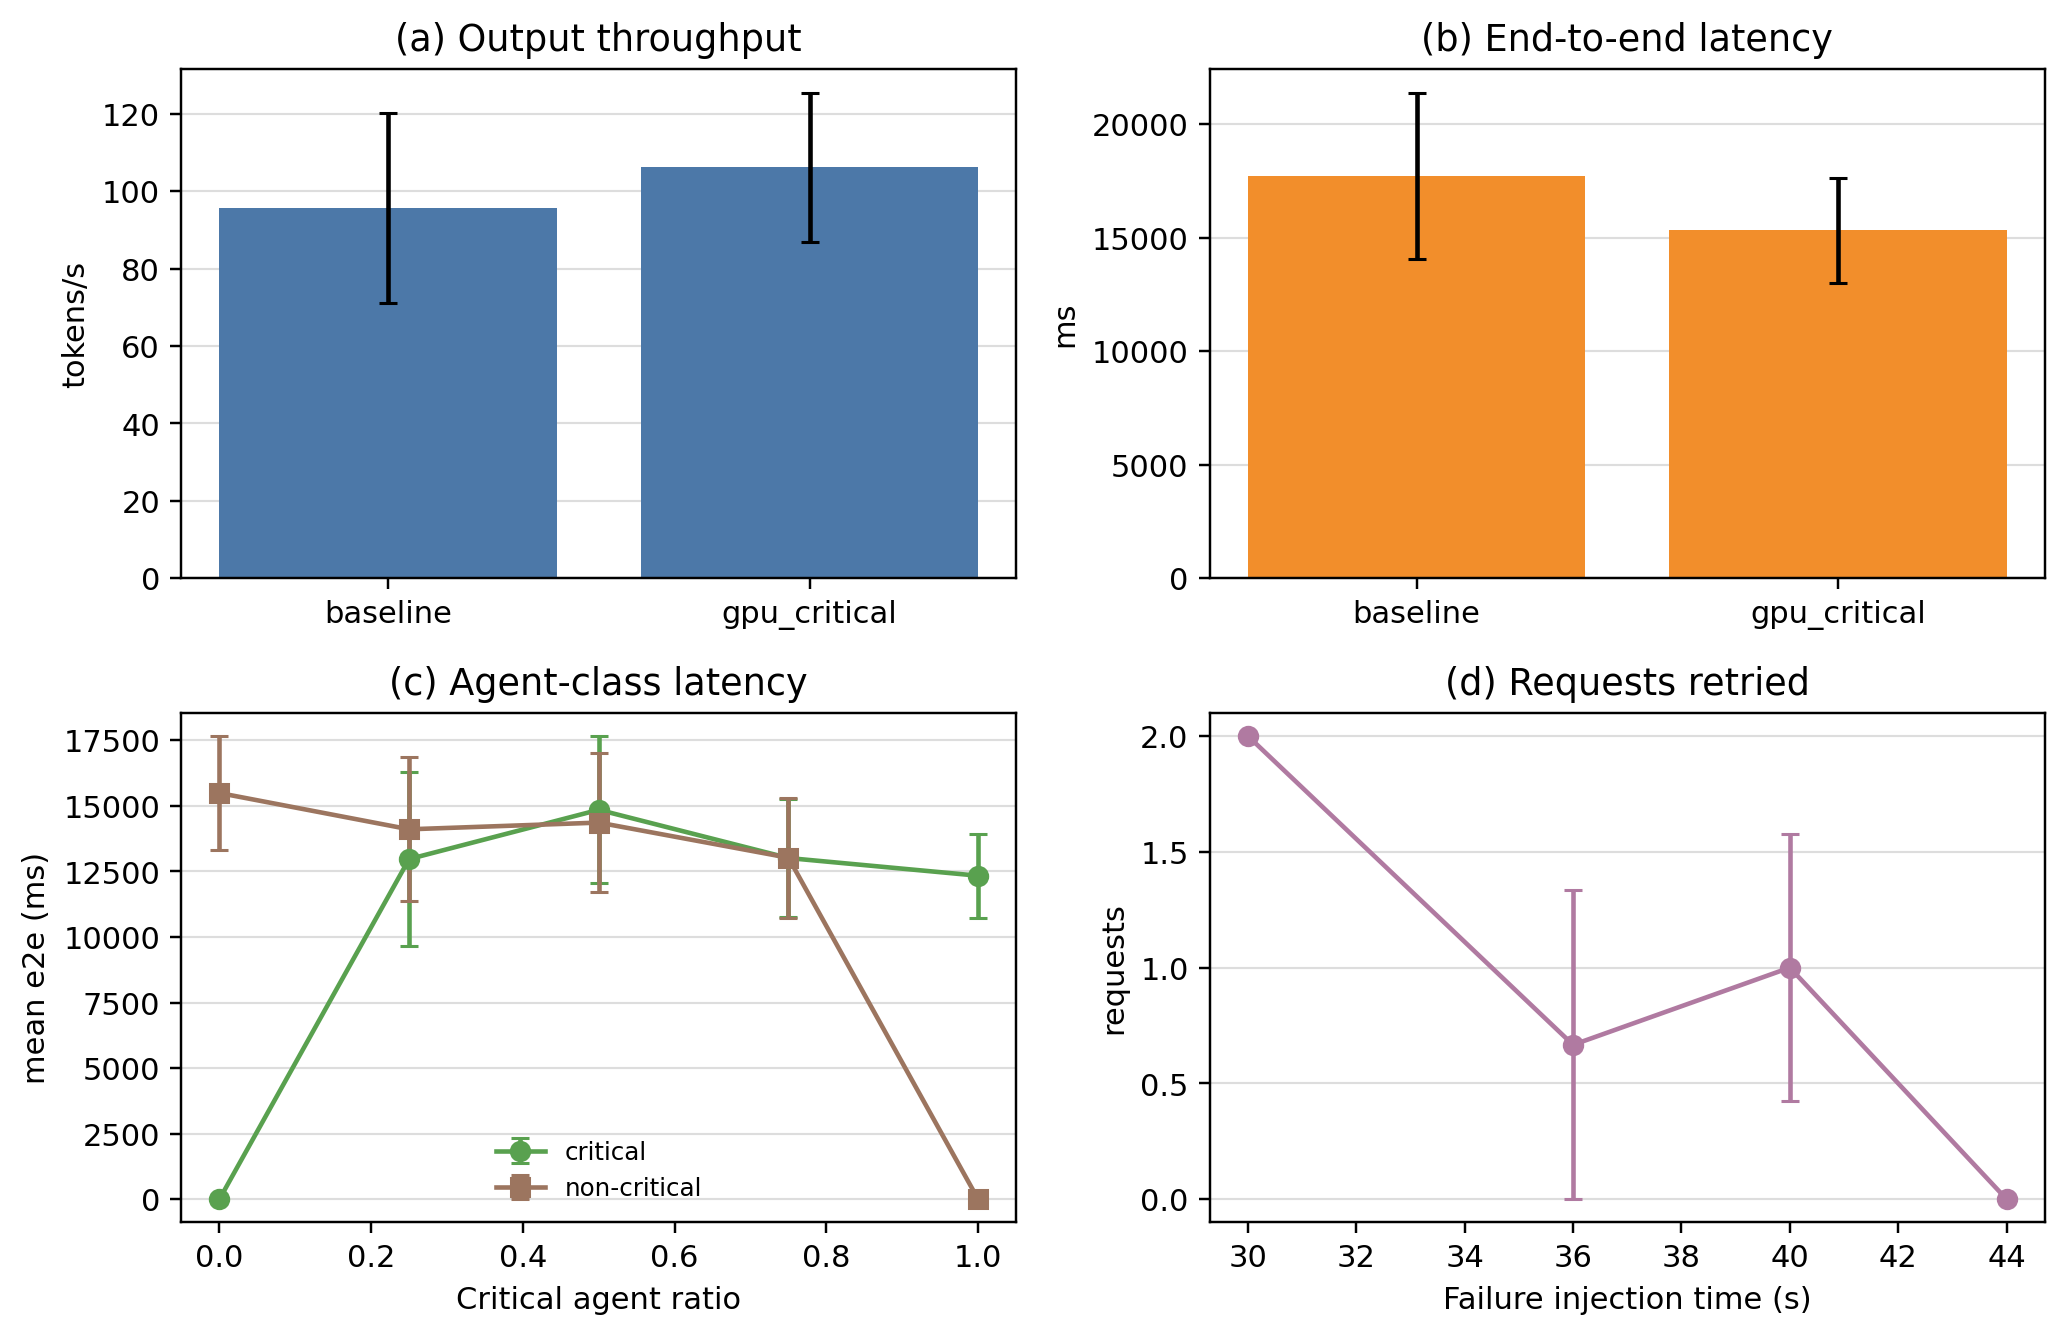 (a) Output throughput
tokens/s
120
100
80
60
40
20
0
baseline gpu_critical
(b) End-to-end latency
ms
20000
15000
10000
5000
0
baseline gpu_critical
(c) Agent-class latency
mean e2e (ms)
17500
15000
12500
10000
7500
5000
2500
0
critical
non-critical
0.0 0.2 0.4 0.6 0.8 1.0
Critical agent ratio
(d) Requests retried
requests
2.0
1.5
1.0
0.5
0.0
30 32 34 36 38 40 42 44
Failure injection time (s)